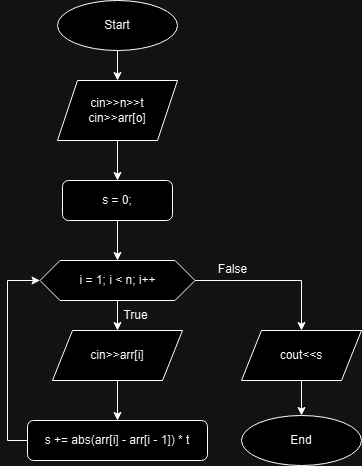 Start
cin>>n>>t
cin>>arr[o]
s = 0;
i = 1; i < n; i++
False
True
cin>>arr[i]
cout<<s
s += abs(arr[i] - arr[i - 1]) * t
End